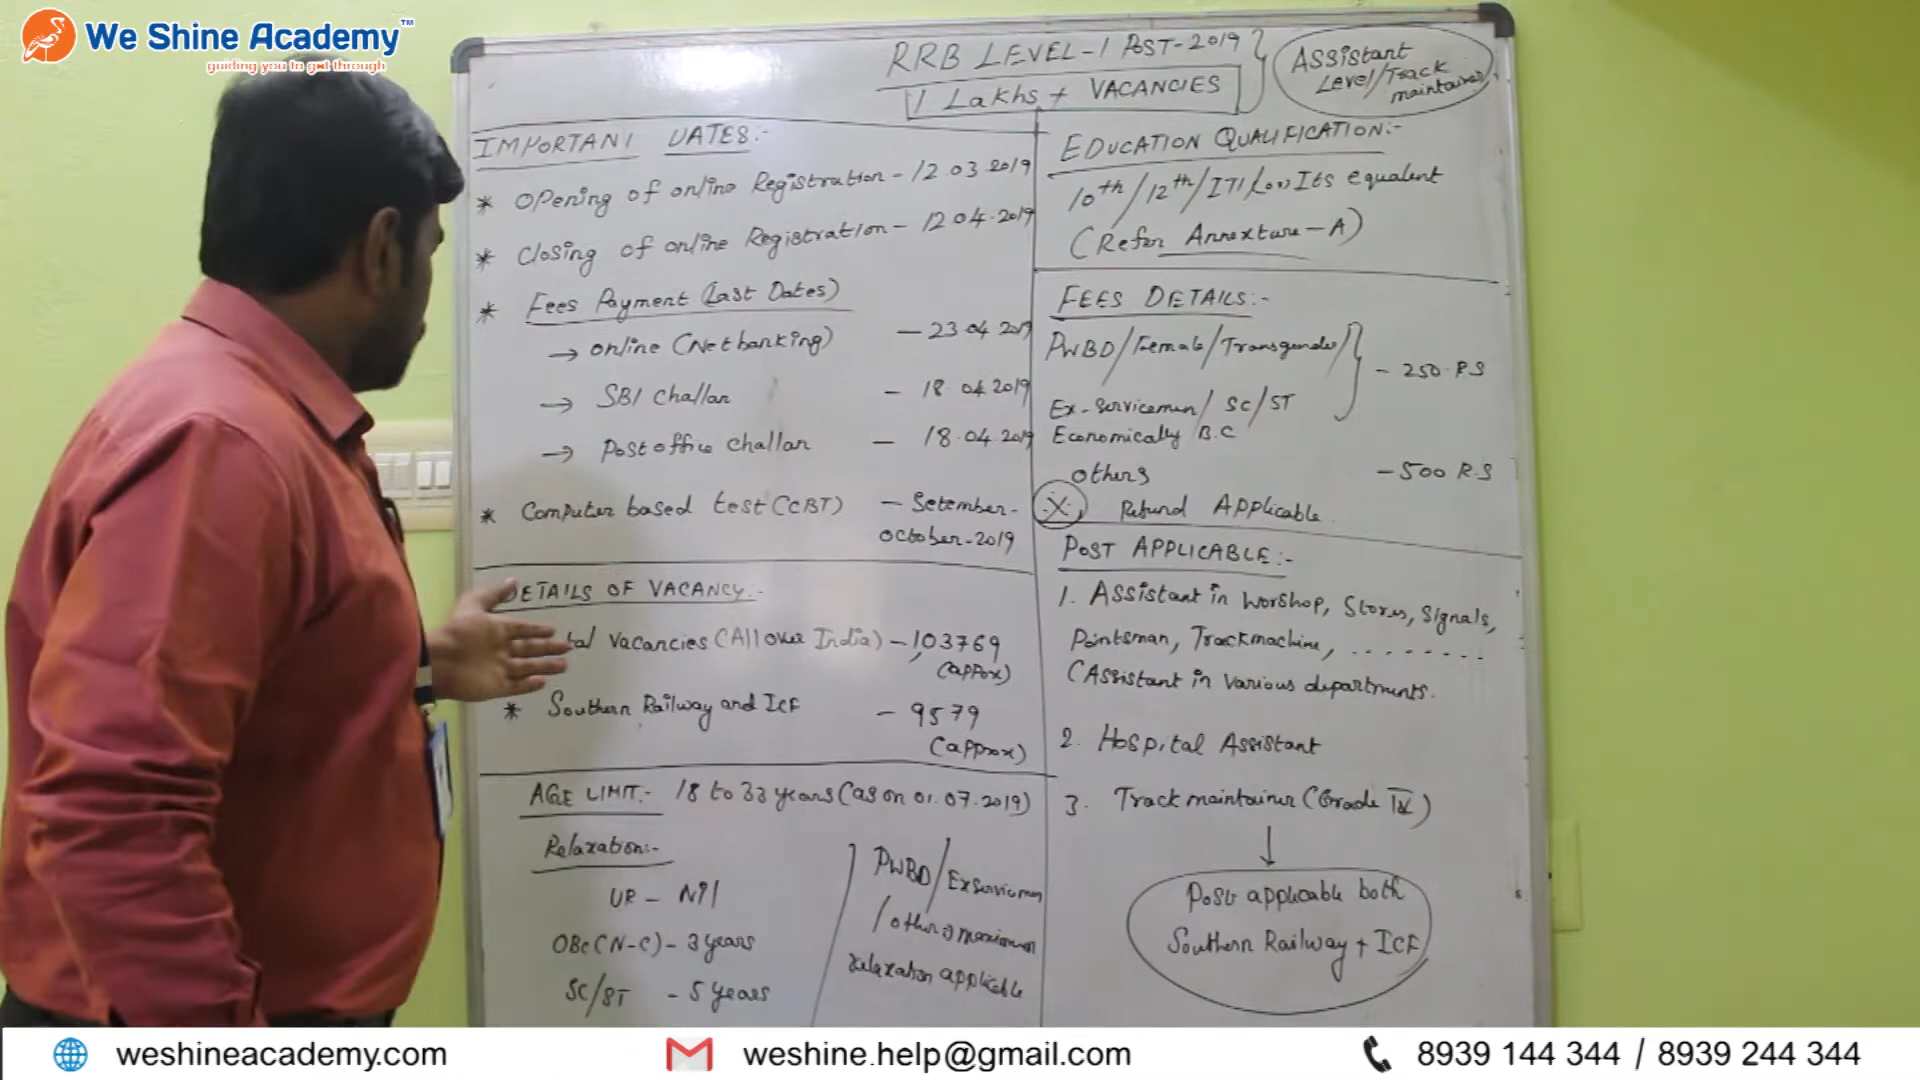 We Shine Academy™
guiding you to get through
RRB LEVEL-1 POST-2019
1 Lakhs + VACANCIES
ASSistant
Level/Track
maintainer
IMPORTANT DATES:-
* Opening of online Registration - 12 03 2019
* Closing of online Registration - 12 04-2019
* Fees Payment (Last Dates)
→ online (Net banking) - 23 04 2019
→ SBI challan - 18 04 2019
→ Post office challan - 18.04.2019
* Computer based test (CBT) - Setember-
October-2019
DETAILS OF VACANCY:-
tal Vacancies (All over India) - 1,03769
(appox)
* Southern Railway and ICF - 9579
(approx)
AGE LIMIT:- 18 to 33 years (as on 01.07.2019)
Relaxation:-
UR - Nil
OBC (N-C) - 3 years
SC/ST - 5 years
PWBD/Exservicemen
/others maximum
relaxation applicable
EDUCATION QUALIFICATION:-
10th/12th/ITI (or) Its equalent
(Refer Annexture-A)
FEES DETAILS:-
PWBD/Female/Transgender/
Ex-servicemen/ SC/ST
Economically B.C
- 250 RS
others - 500 R.S
Refund Applicable
POST APPLICABLE:-
1. Assistant in Worshop, Stores, Signals,
Pointsman, Trackmachine, ........
(Assistant in Various departments.
2. Hospital Assistant
3. Track maintainer (Grade IV)
Post applicable both
Southern Railway + ICF
weshineacademy.com
weshine.help@gmail.com
8939 144 344 / 8939 244 344